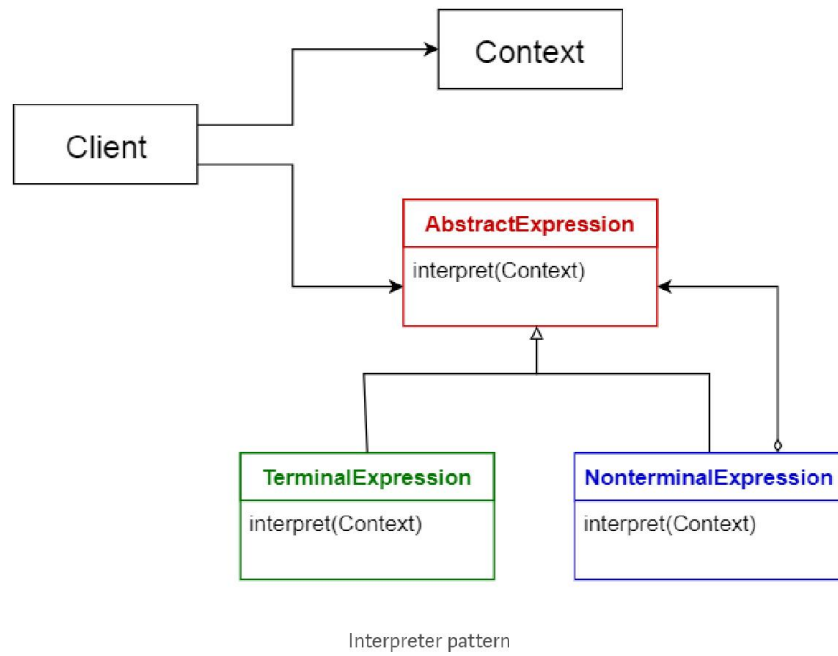 Context
Client
AbstractExpression
interpret(Context)
TerminalExpression
interpret(Context)
NonterminalExpression
interpret(Context)
Interpreter pattern